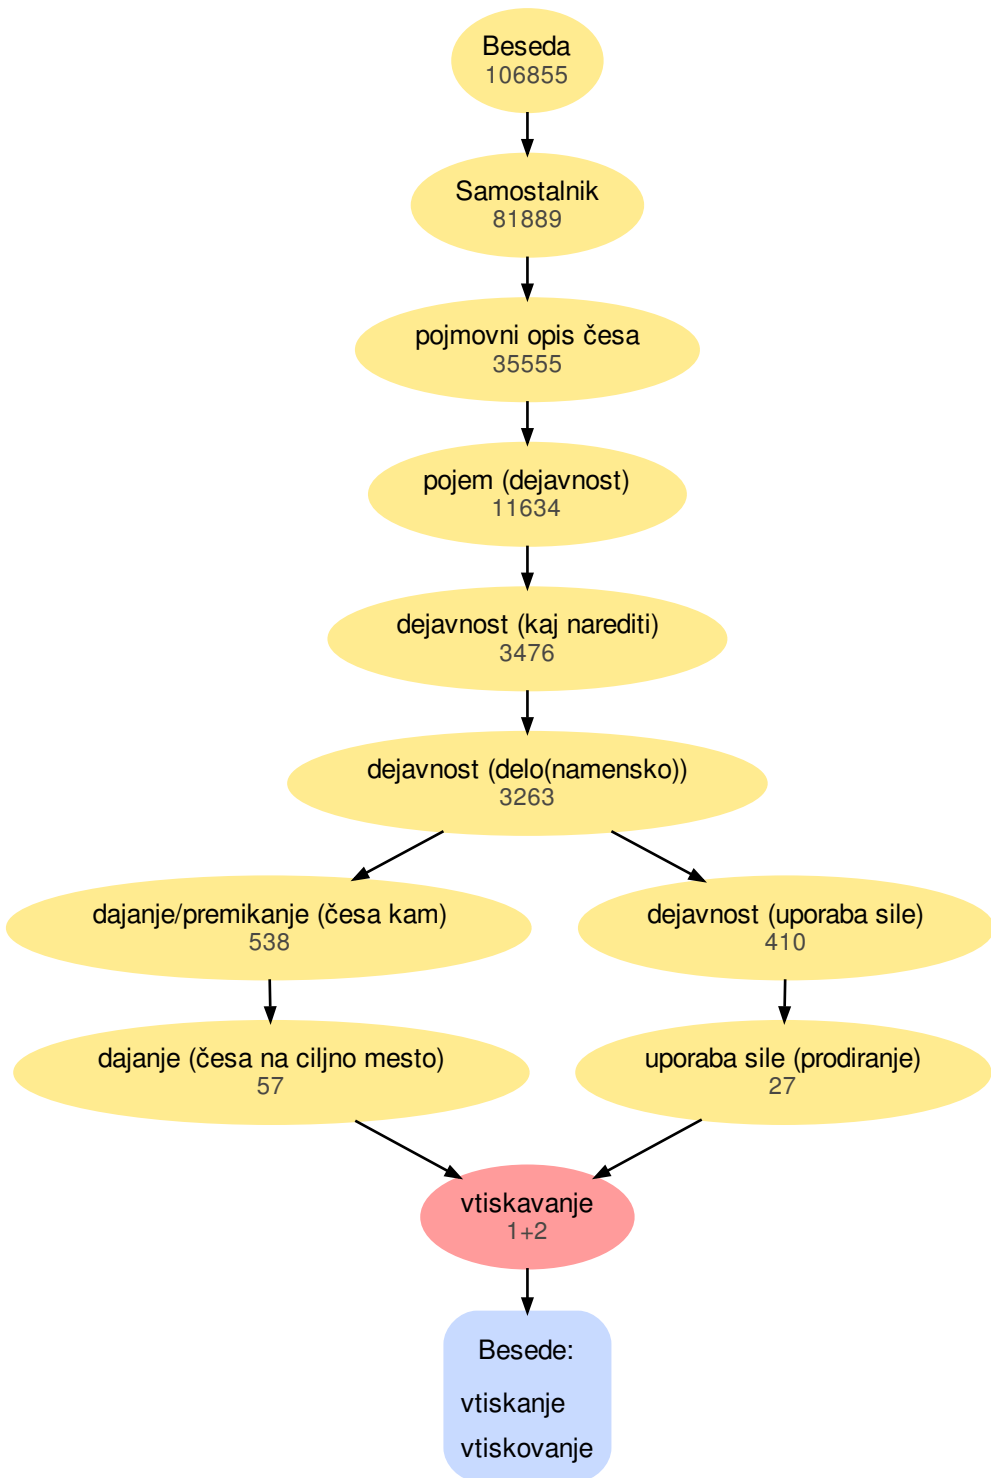 Beseda
106855
Samostalnik
81889
pojmovni opis česa
35555
pojem (dejavnost)
11634
dejavnost (kaj narediti)
3476
dejavnost (delo(namensko))
3263
dajanje/premikanje (česa kam)
538
dejavnost (uporaba sile)
410
dajanje (česa na ciljno mesto)
57
uporaba sile (prodiranje)
27
vtiskavanje
1+2
Besede:
vtiskanje
vtiskovanje